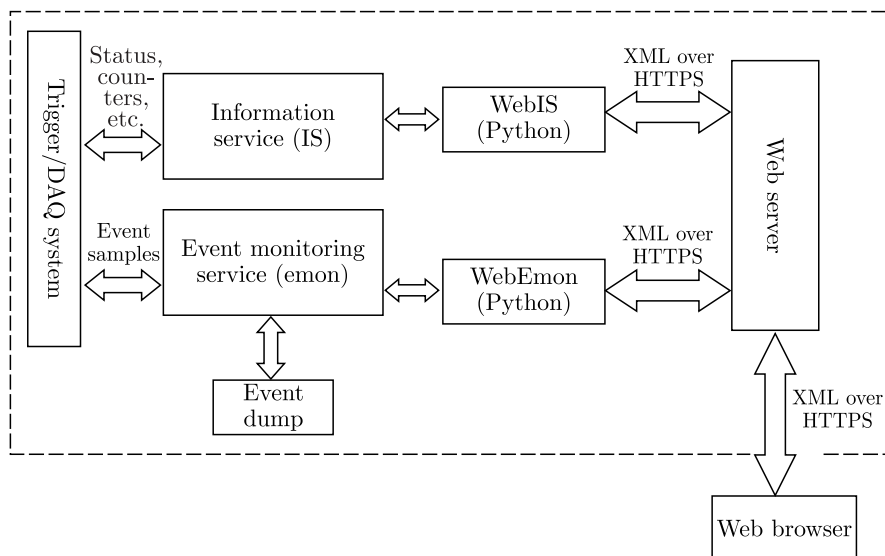 Status,
coun-
ters,
etc.
Trigger/DAQ
system
Information
service (IS)
WebIS
(Python)
XML over
HTTPS
Web server
Event
samples
Event monitoring
service (emon)
WebEmon
(Python)
XML over
HTTPS
Event
dump
XML over
HTTPS
Web browser